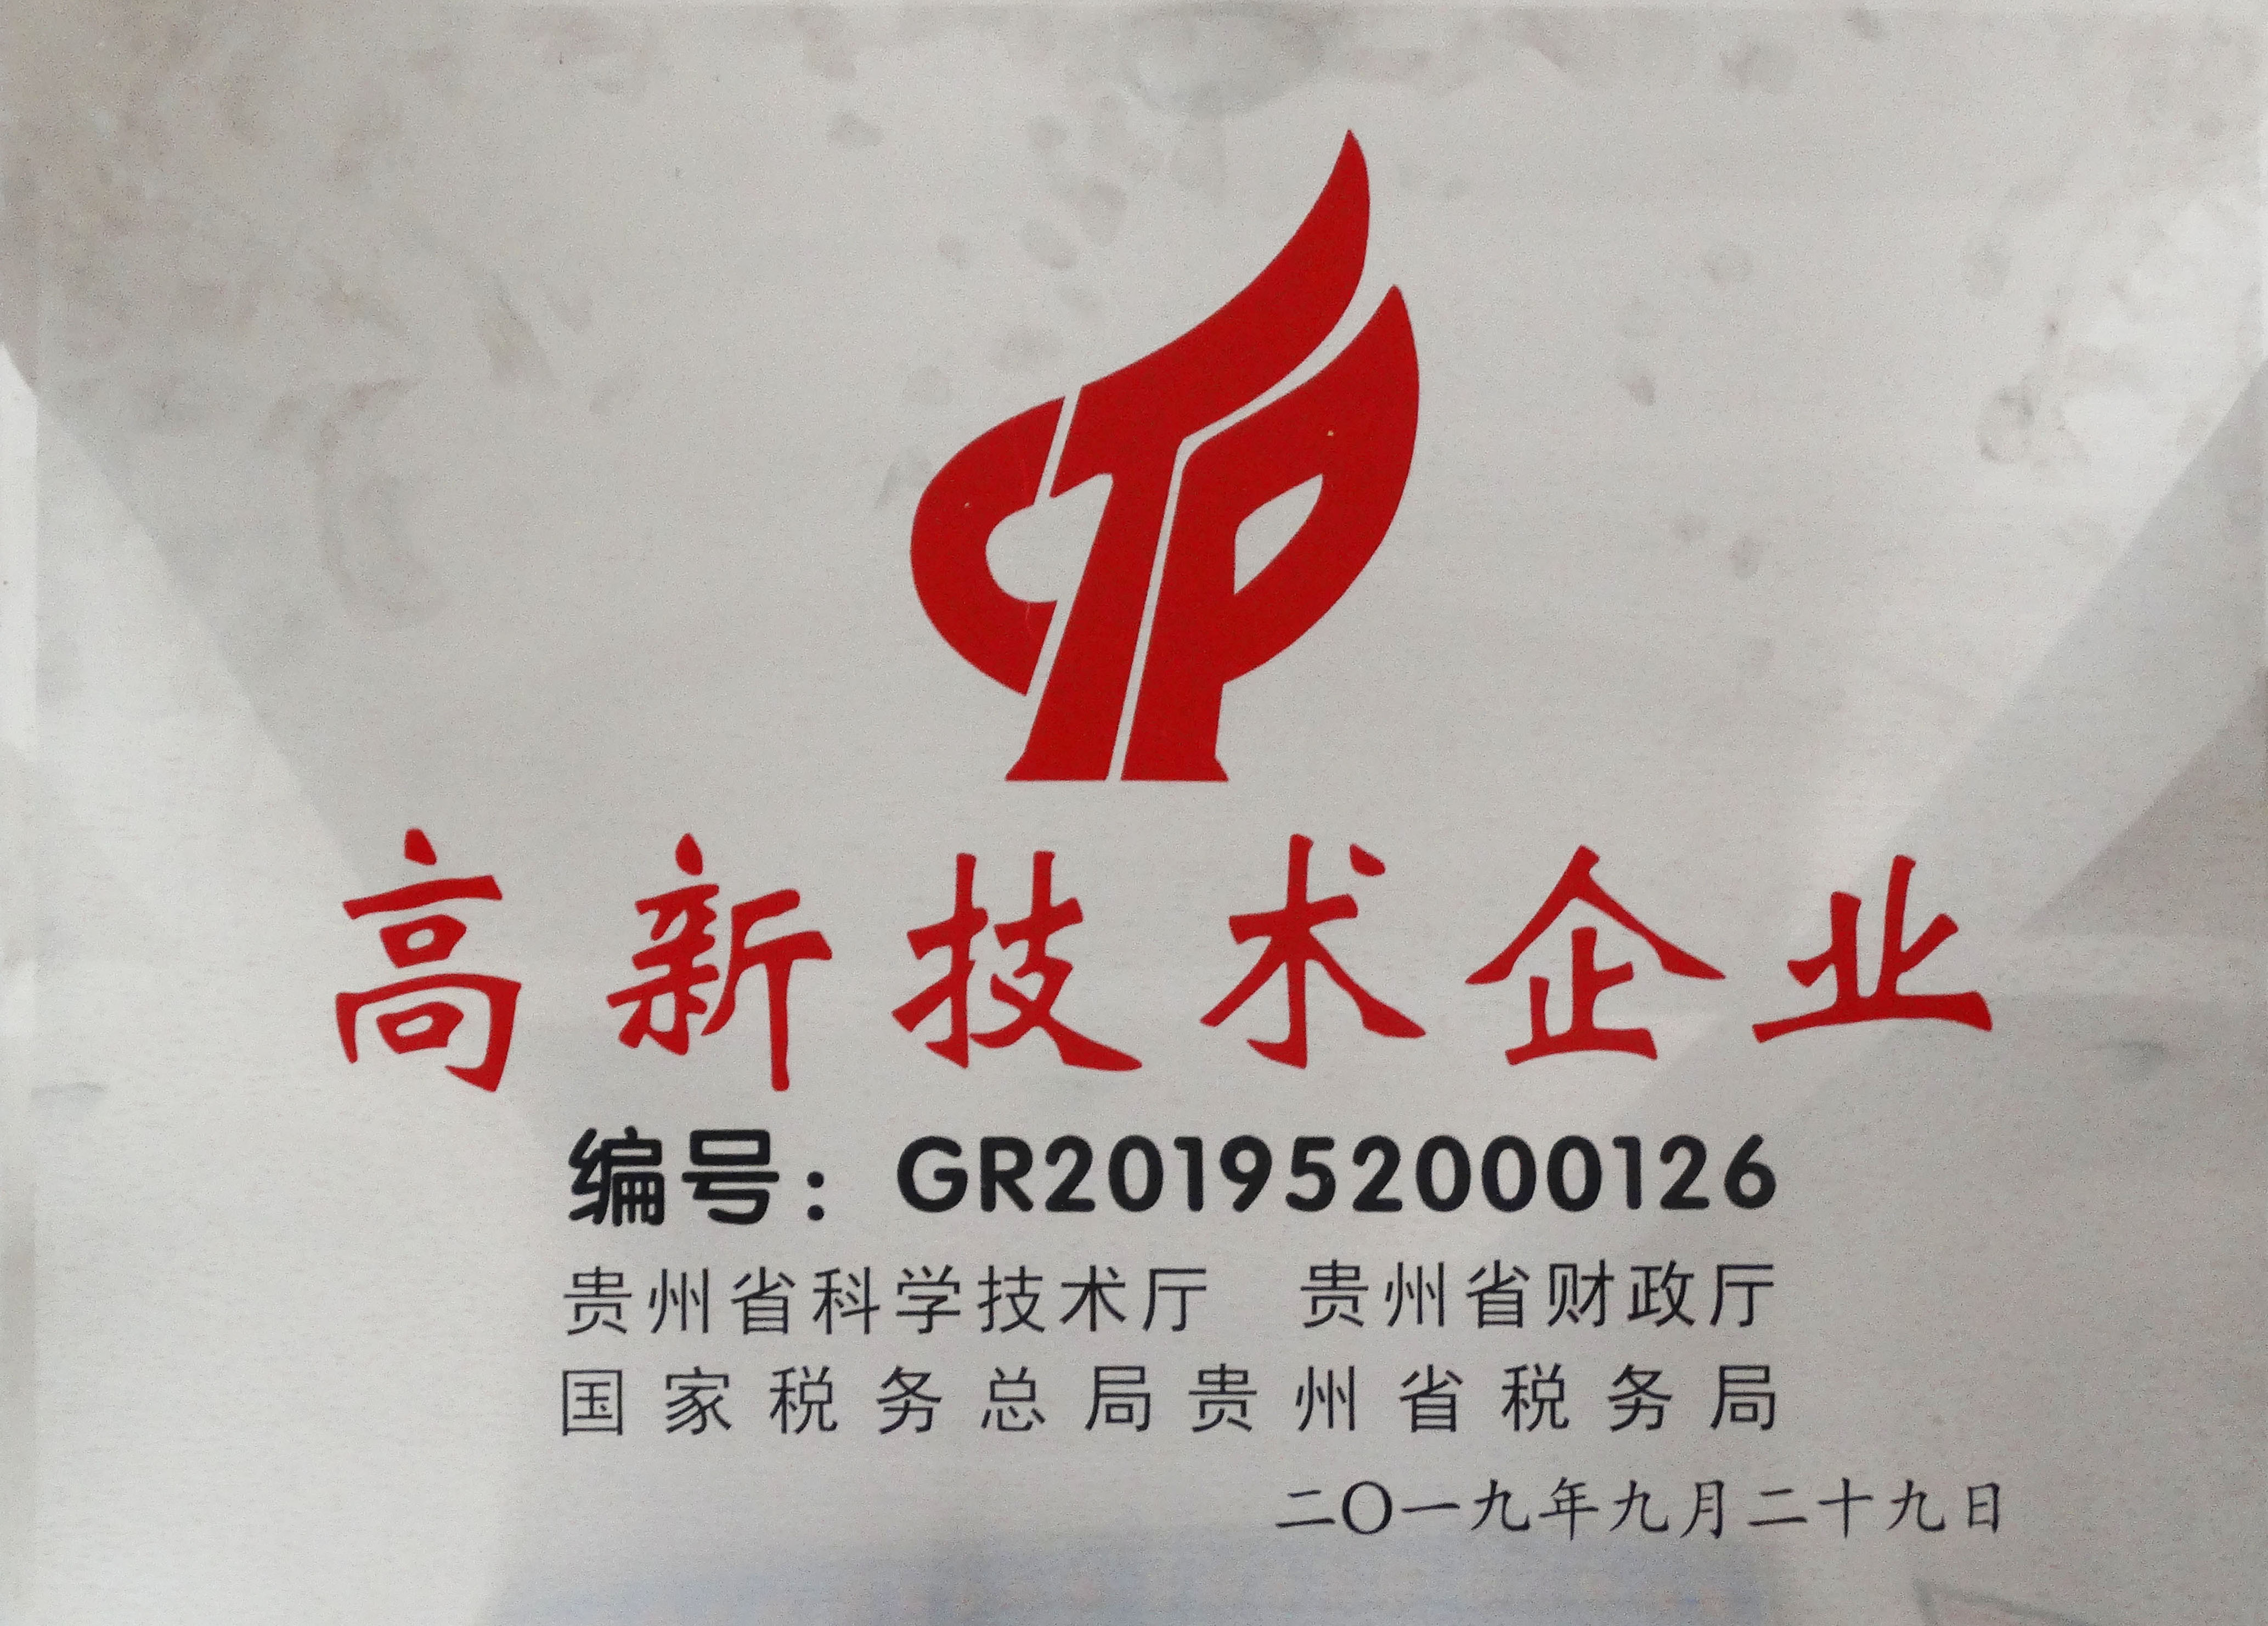 高新技术企业
编号：GR201952000126
贵州省科学技术厅　贵州省财政厅
国家税务总局贵州省税务局
二〇一九年九月二十九日